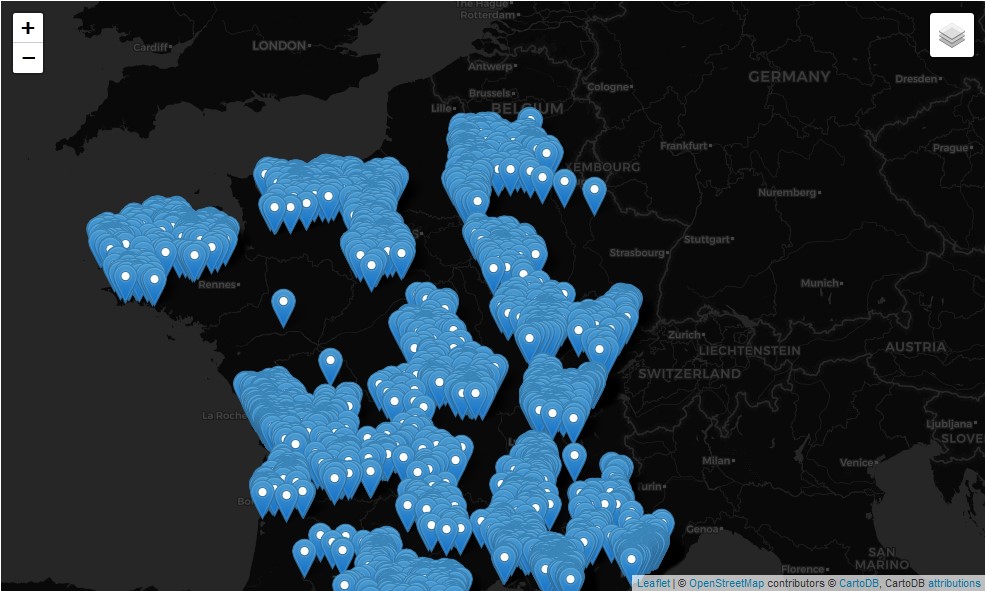 +
−
The Hague
Rotterdam
Cardiff
LONDON
Antwerp
Cologne
GERMANY
Dresden
Brussels
Lille
BELGIUM
Frankfurt
Prague
Nuremberg
Stuttgart
Strasbourg
Munich
Rennes
Zurich
LIECHTENSTEIN
AUSTRIA
SWITZERLAND
La Roche
Ljubljana
SLOVE
Milan
Venice
Genoa
SAN
MARINO
Florence
Leaflet | © OpenStreetMap contributors © CartoDB, CartoDB attributions